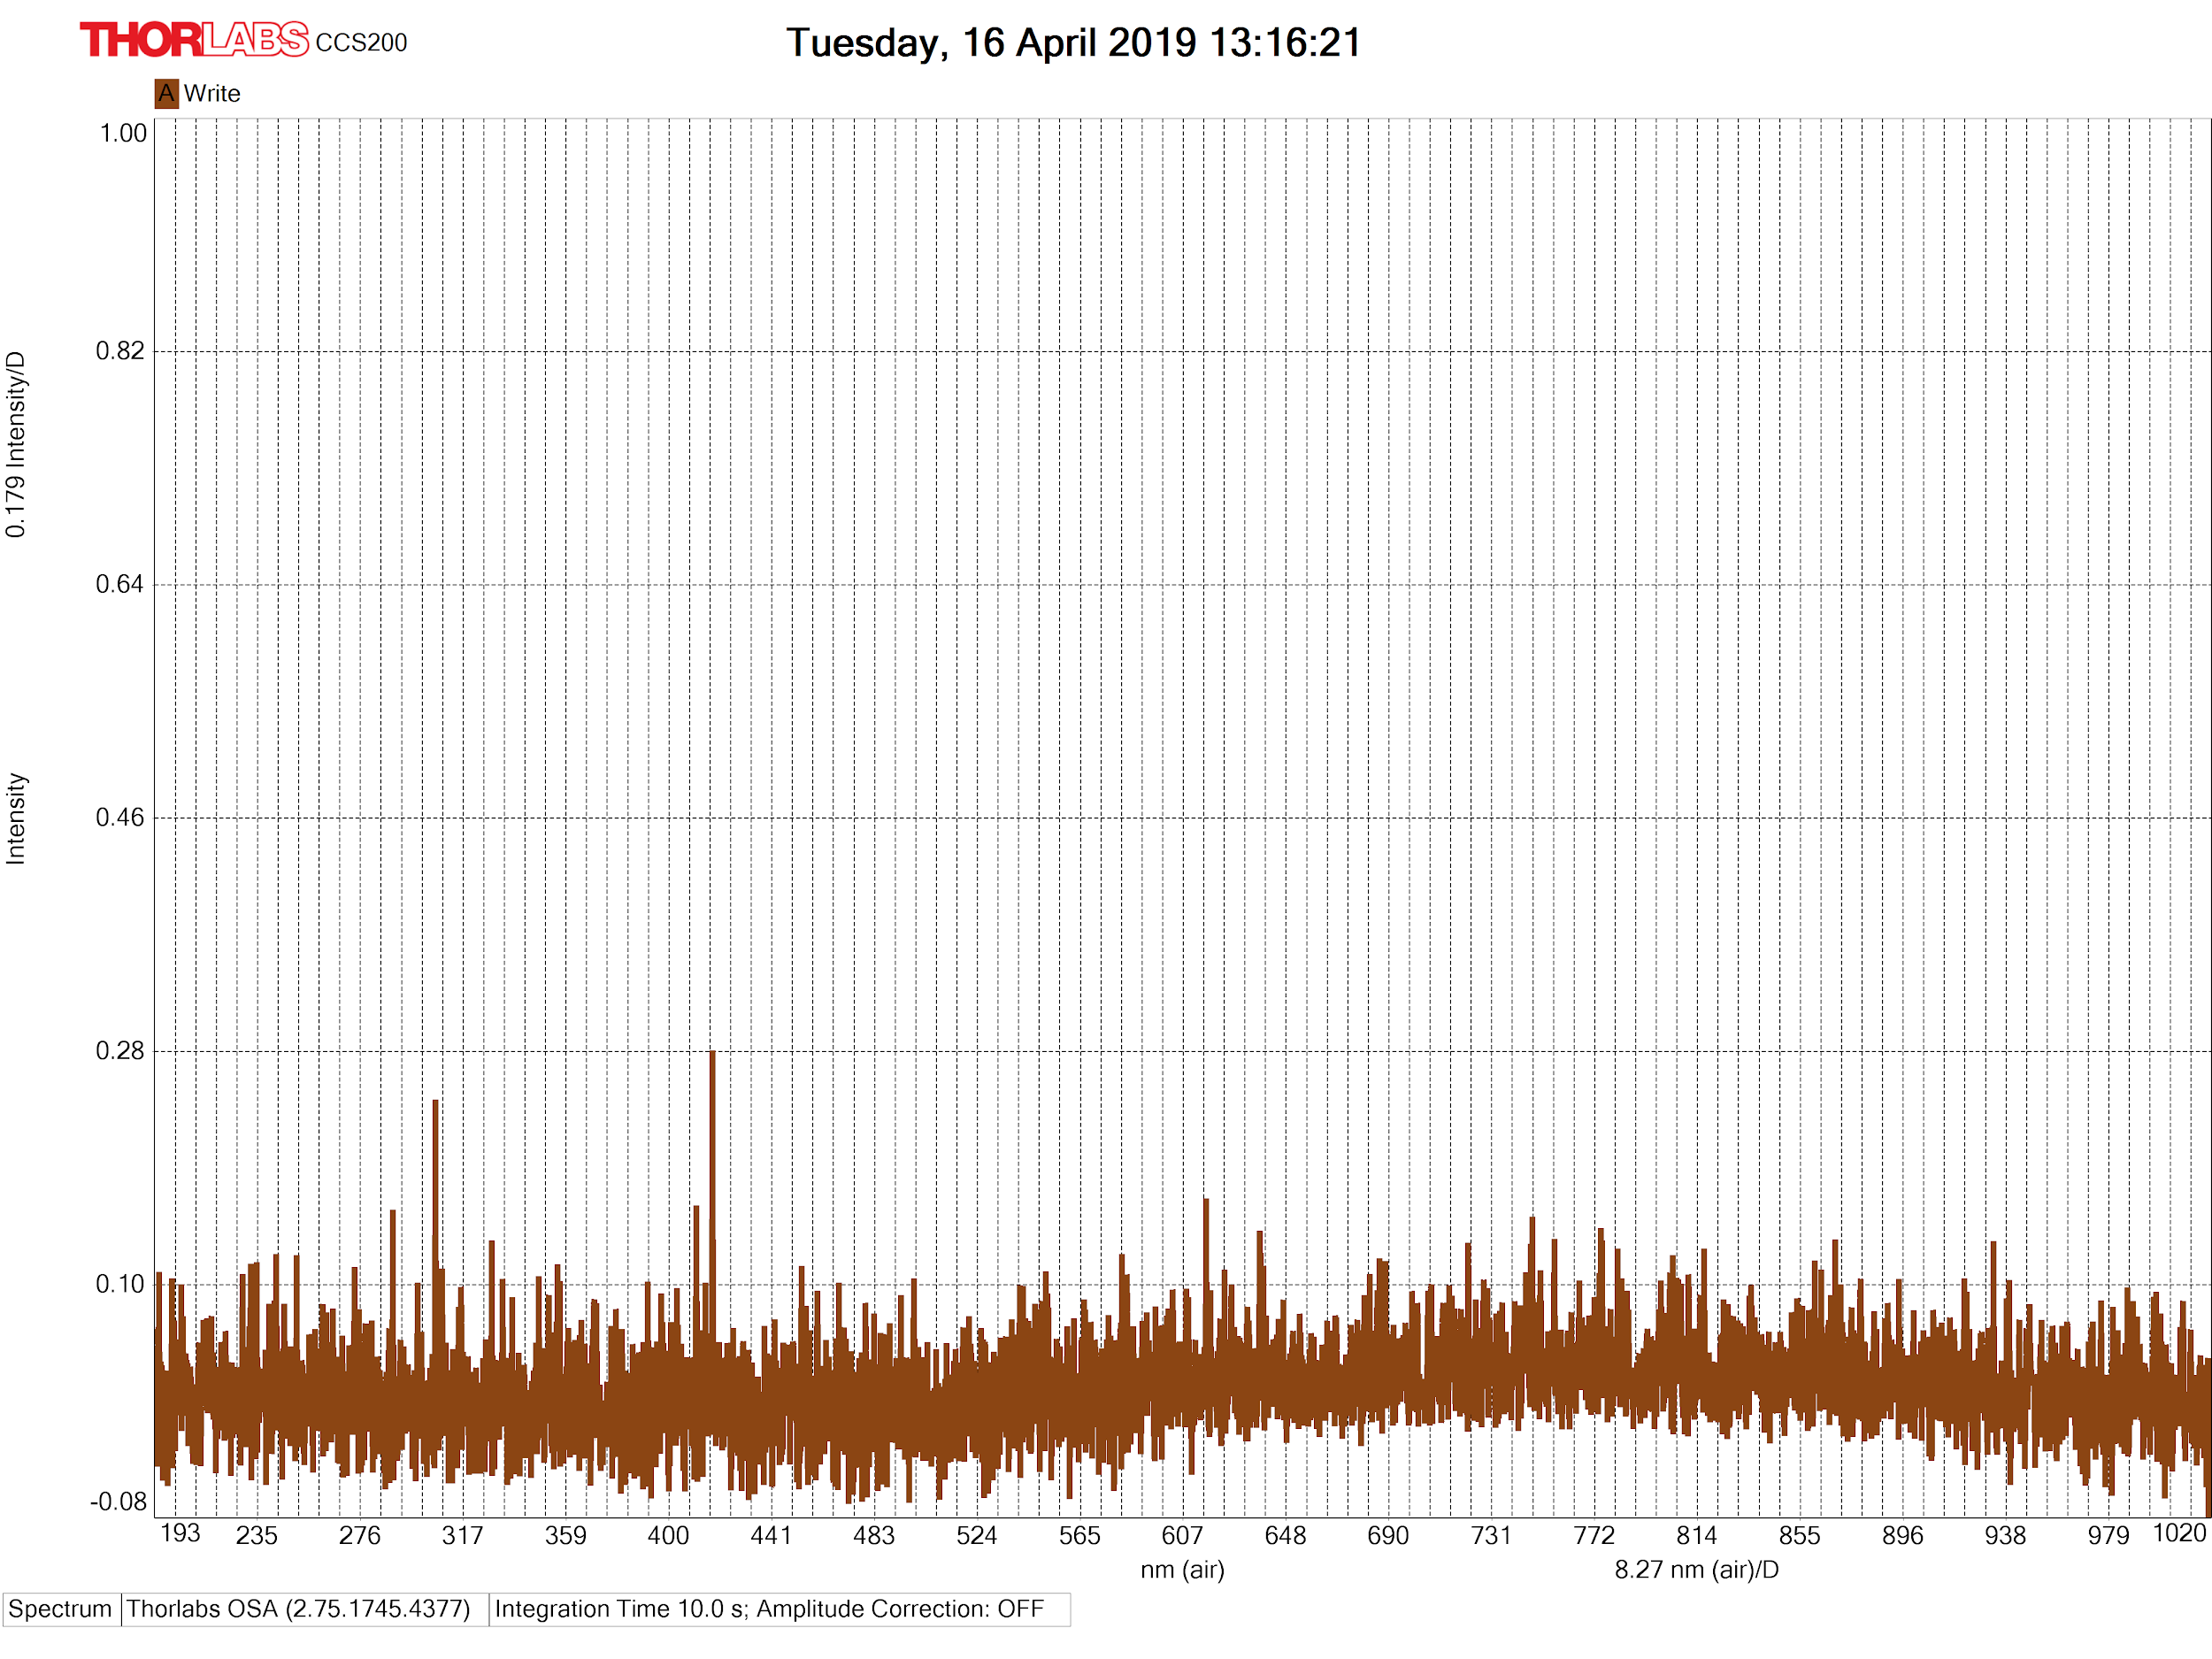 THORLABS CCS200
Tuesday, 16 April 2019 13:16:21
A Write
1.00
0.82
0.64
0.46
0.28
0.10
-0.08
0.179 Intensity/D
Intensity
193 235 276 317 359 400 441 483 524 565 607 648 690 731 772 814 855 896 938 979 1020
nm (air) 8.27 nm (air)/D
Spectrum Thorlabs OSA (2.75.1745.4377) Integration Time 10.0 s; Amplitude Correction: OFF